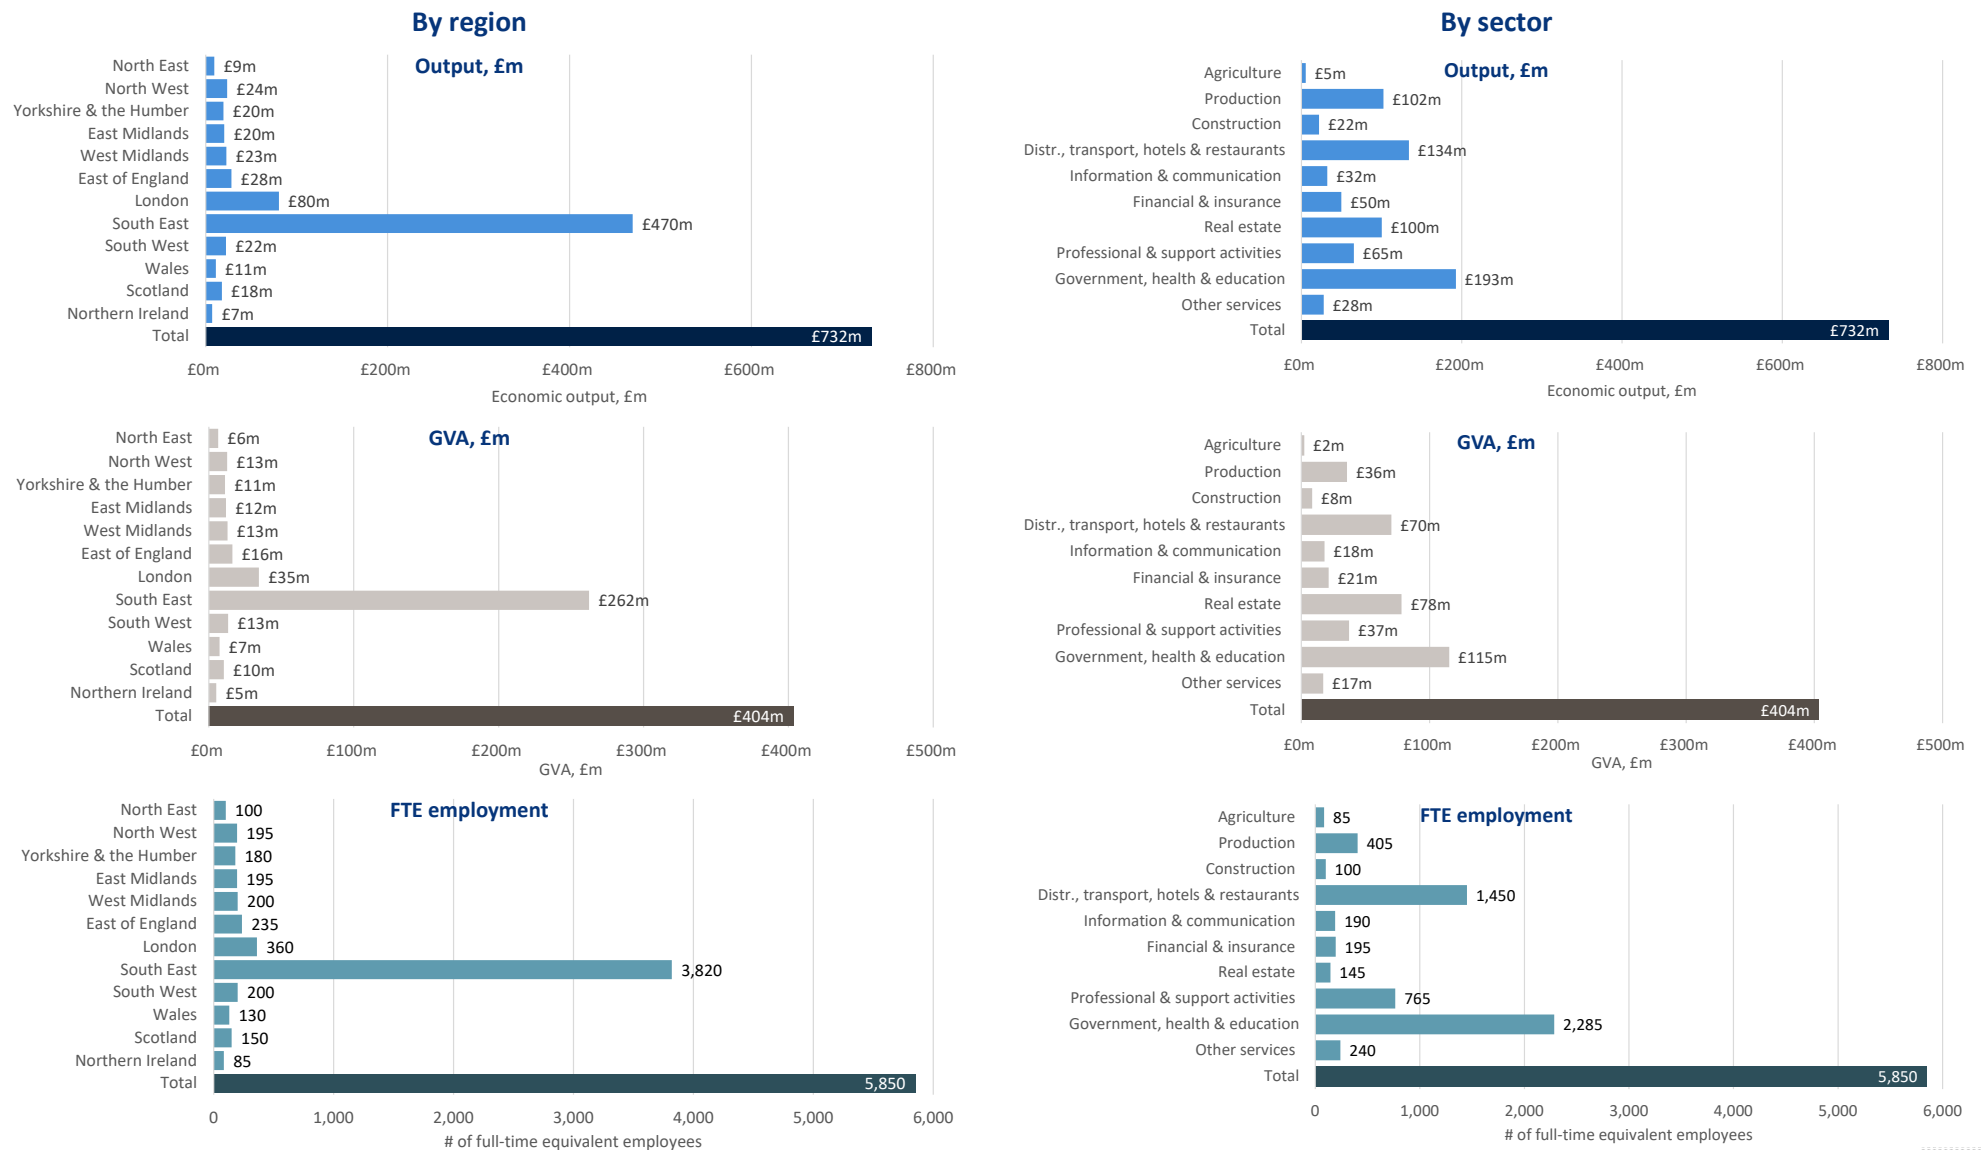 By region
Output, £m
North East £9m
North West £24m
Yorkshire & the Humber £20m
East Midlands £20m
West Midlands £23m
East of England £28m
London £80m
South East £470m
South West £22m
Wales £11m
Scotland £18m
Northern Ireland £7m
Total £732m
£0m £200m £400m £600m £800m
Economic output, £m
GVA, £m
North East £6m
North West £13m
Yorkshire & the Humber £11m
East Midlands £12m
West Midlands £13m
East of England £16m
London £35m
South East £262m
South West £13m
Wales £7m
Scotland £10m
Northern Ireland £5m
Total £404m
£0m £100m £200m £300m £400m £500m
GVA, £m
FTE employment
North East 100
North West 195
Yorkshire & the Humber 180
East Midlands 195
West Midlands 200
East of England 235
London 360
South East 3,820
South West 200
Wales 130
Scotland 150
Northern Ireland 85
Total 5,850
0 1,000 2,000 3,000 4,000 5,000 6,000
# of full-time equivalent employees
By sector
Output, £m
Agriculture £5m
Production £102m
Construction £22m
Distr., transport, hotels & restaurants £134m
Information & communication £32m
Financial & insurance £50m
Real estate £100m
Professional & support activities £65m
Government, health & education £193m
Other services £28m
Total £732m
£0m £200m £400m £600m £800m
Economic output, £m
GVA, £m
Agriculture £2m
Production £36m
Construction £8m
Distr., transport, hotels & restaurants £70m
Information & communication £18m
Financial & insurance £21m
Real estate £78m
Professional & support activities £37m
Government, health & education £115m
Other services £17m
Total £404m
£0m £100m £200m £300m £400m £500m
GVA, £m
FTE employment
Agriculture 85
Production 405
Construction 100
Distr., transport, hotels & restaurants 1,450
Information & communication 190
Financial & insurance 195
Real estate 145
Professional & support activities 765
Government, health & education 2,285
Other services 240
Total 5,850
0 1,000 2,000 3,000 4,000 5,000 6,000
# of full-time equivalent employees